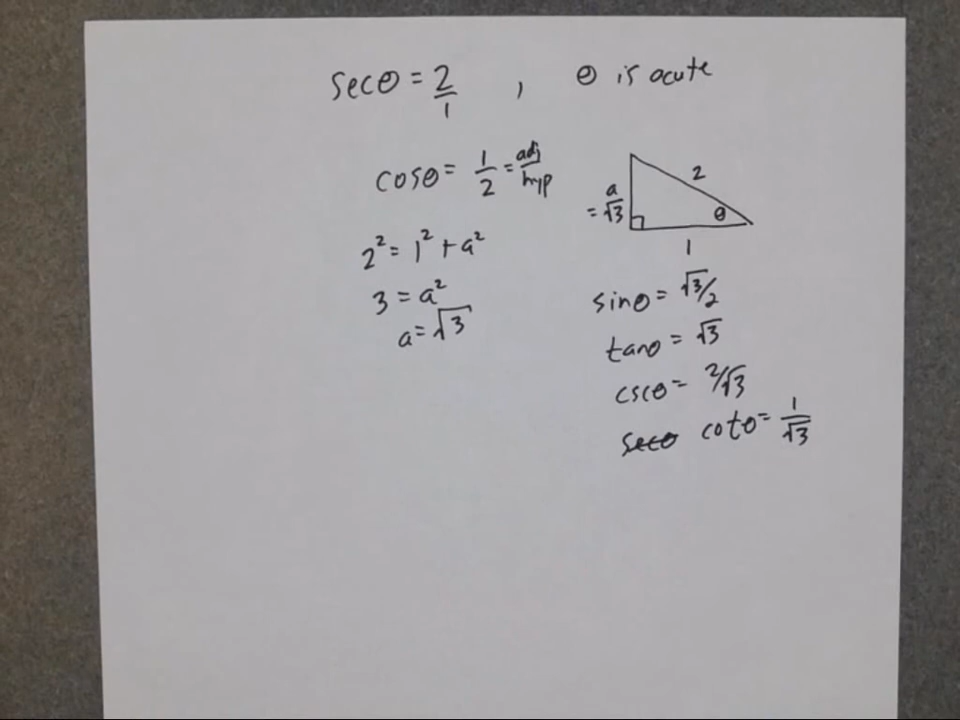 secθ = 2/1 , θ is acute
cosθ = 1/2 = adj/hyp
2² = 1² + a²
3 = a²
a = √3
a
= √3
2
θ
1
sinθ = √3/2
tanθ = √3
cscθ = 2/√3
secθ cotθ = 1/√3